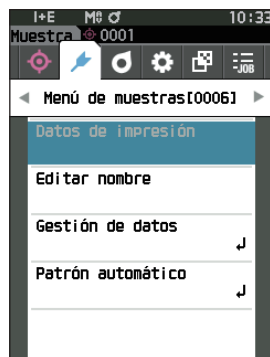 I+E M0 10:33
Muestra 0001
-JOB
Menú de muestras[0006]
Datos de impresión
Editar nombre
Gestión de datos
Patrón automático